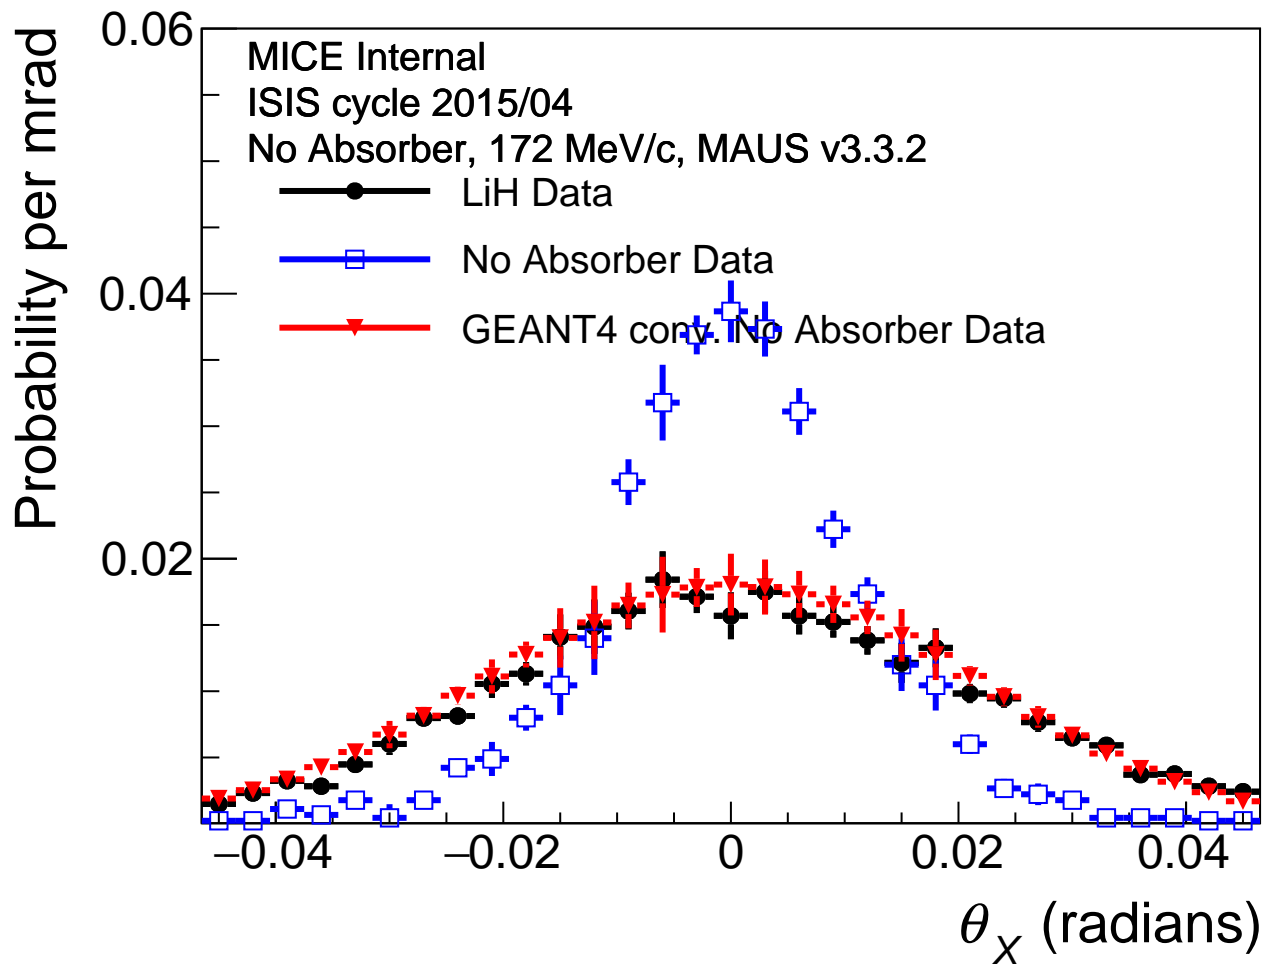 0.06
0.04
0.02
Probability per mrad
MICE Internal
ISIS cycle 2015/04
No Absorber, 172 MeV/c, MAUS v3.3.2
LiH Data
No Absorber Data
GEANT4 conv. No Absorber Data
−0.04 −0.02 0 0.02 0.04
θ_X (radians)